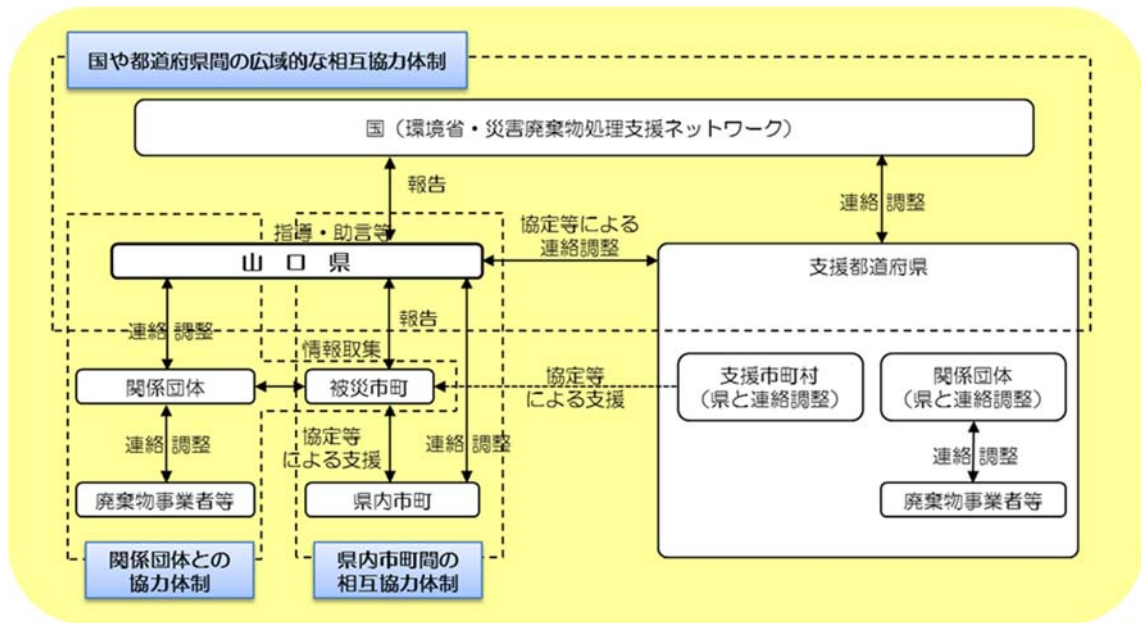 国や都道府県間の広域的な相互協力体制
国（環境省・災害廃棄物処理支援ネットワーク）
報告
連絡 調整
指導・助言等
協定等による
連絡調整
山 口 県
支援都道府県
連絡 調整
報告
情報収集
関係団体
被災市町
協定等
による支援
支援市町村
（県と連絡調整）
関係団体
（県と連絡調整）
連絡 調整
協定等
による支援
連絡 調整
連絡 調整
廃棄物事業者等
県内市町
廃棄物事業者等
関係団体との
協力体制
県内市町間の
相互協力体制